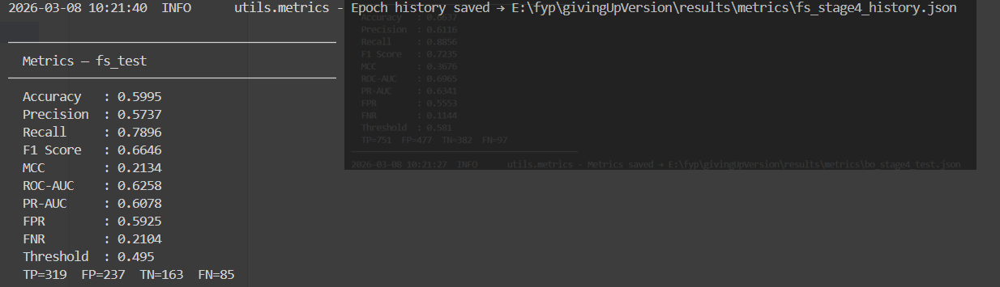 2026-03-08 10:21:40 INFO utils.metrics - Epoch history saved → E:\fyp\givingUpVersion\results\metrics\fs_stage4_history.json
Metrics — fs_test
Accuracy : 0.5995
Precision : 0.5737
Recall : 0.7896
F1 Score : 0.6646
MCC : 0.2134
ROC-AUC : 0.6258
PR-AUC : 0.6078
FPR : 0.5925
FNR : 0.2104
Threshold : 0.495
TP=319 FP=237 TN=163 FN=85
Accuracy : 0.6637
Precision : 0.6116
Recall : 0.8856
F1 Score : 0.7235
MCC : 0.3676
ROC-AUC : 0.6965
PR-AUC : 0.6341
FPR : 0.5553
FNR : 0.1144
Threshold : 0.581
TP=751 FP=477 TN=382 FN=97
2026-03-08 10:21:27 INFO utils.metrics - Metrics saved → E:\fyp\givingUpVersion\results\metrics\bo_stage4_test.json